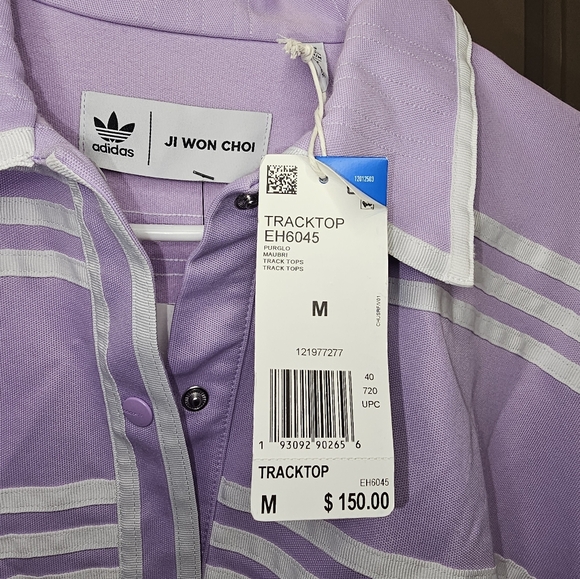 adidas
JI WON CHOI
12012503
TRACKTOP
EH6045
PURGLO
MAUBRI
TRACK TOPS
TRACK TOPS
M
121977277
40
720
UPC
1 93092 90265 6
TRACKTOP
EH6045
M $ 150.00